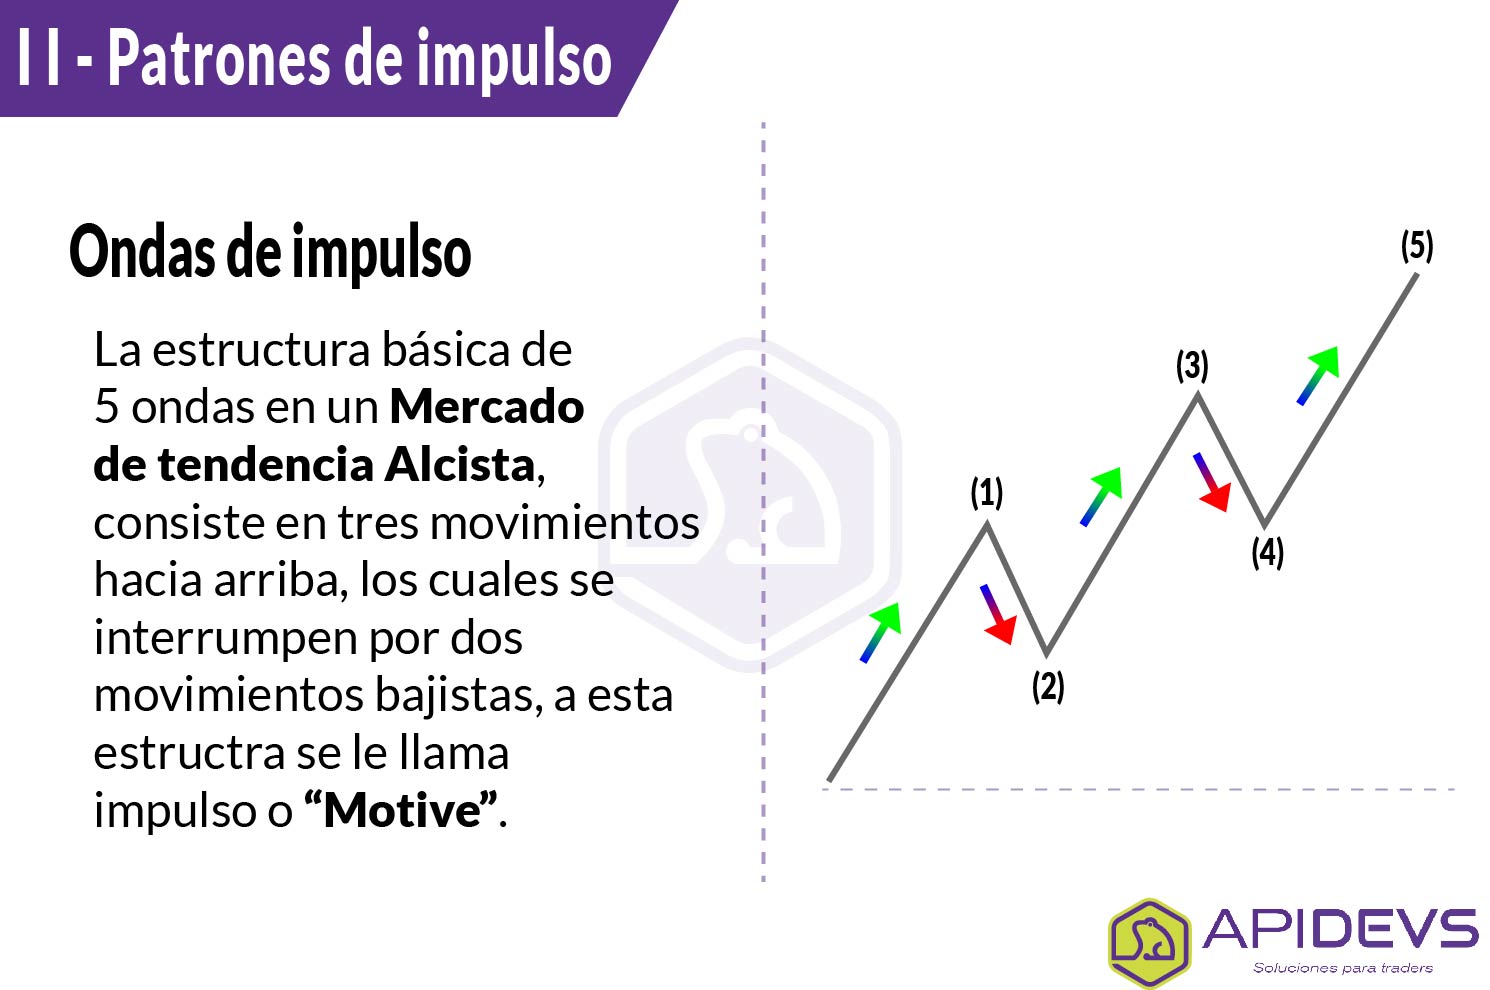 I I - Patrones de impulso
Ondas de impulso
La estructura básica de
5 ondas en un Mercado
de tendencia Alcista,
consiste en tres movimientos
hacia arriba, los cuales se
interrumpen por dos
movimientos bajistas, a esta
estructra se le llama
impulso o “Motive”.
(1)
(2)
(3)
(4)
(5)
APIDEVS
Soluciones para traders